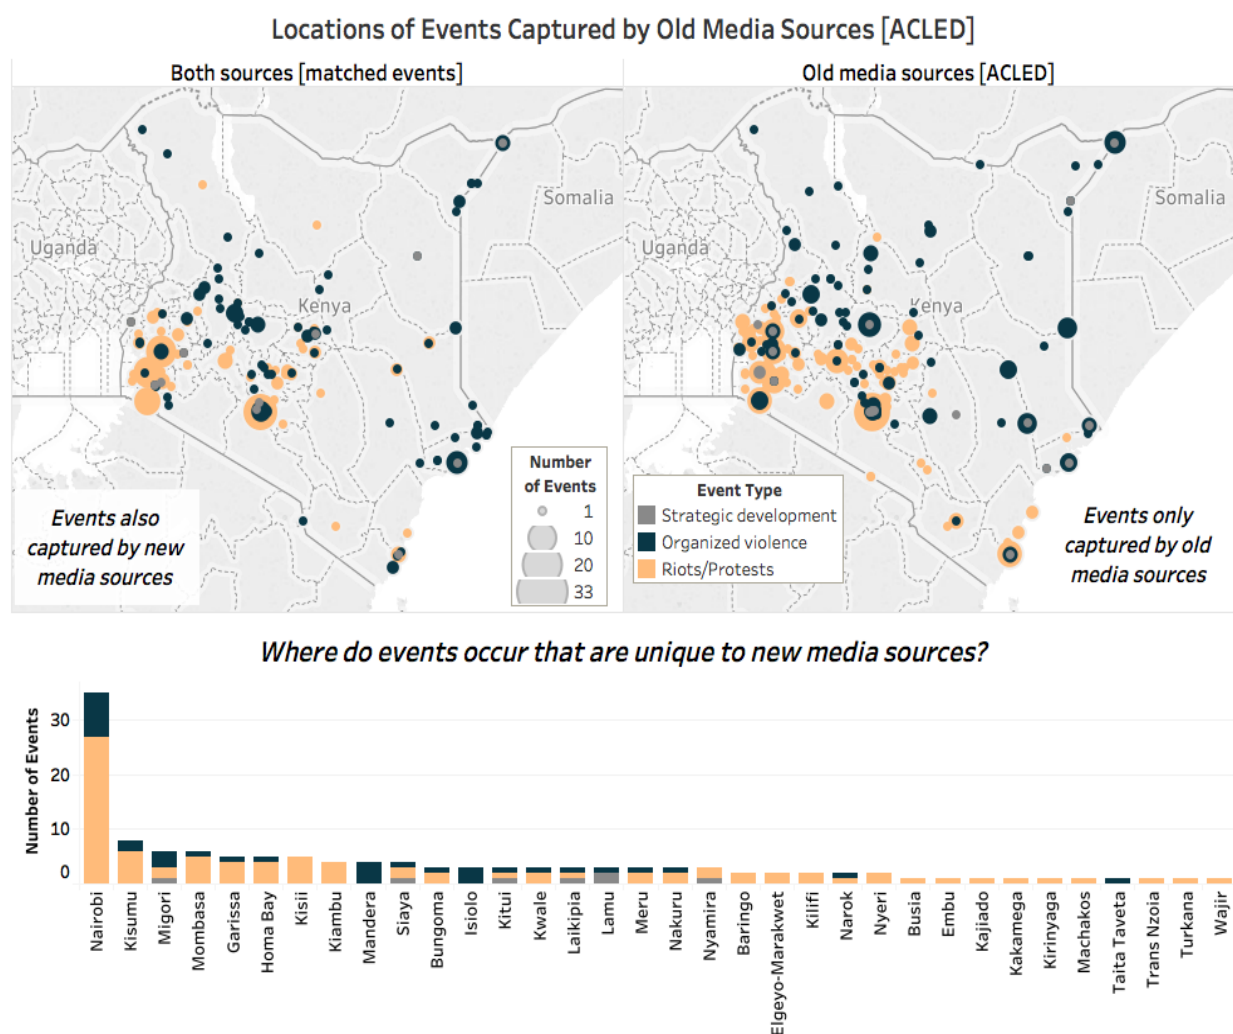 Locations of Events Captured by Old Media Sources [ACLED]
Both sources [matched events]
Old media sources [ACLED]
Somalia
Uganda
Kenya
Number
of Events
1
10
20
33
Events also
captured by new
media sources
Somalia
Uganda
Kenya
Event Type
Strategic development
Organized violence
Riots/Protests
Events only
captured by old
media sources
Where do events occur that are unique to new media sources?
Number of Events
30
20
10
0
Nairobi
Kisumu
Migori
Mombasa
Garissa
Homa Bay
Kisii
Kiambu
Mandera
Siaya
Bungoma
Isiolo
Kitui
Kwale
Laikipia
Lamu
Meru
Nakuru
Nyamira
Baringo
Elgeyo-Marakwet
Kilifi
Narok
Nyeri
Busia
Embu
Kajiado
Kakamega
Kirinyaga
Machakos
Taita Taveta
Trans Nzoia
Turkana
Wajir